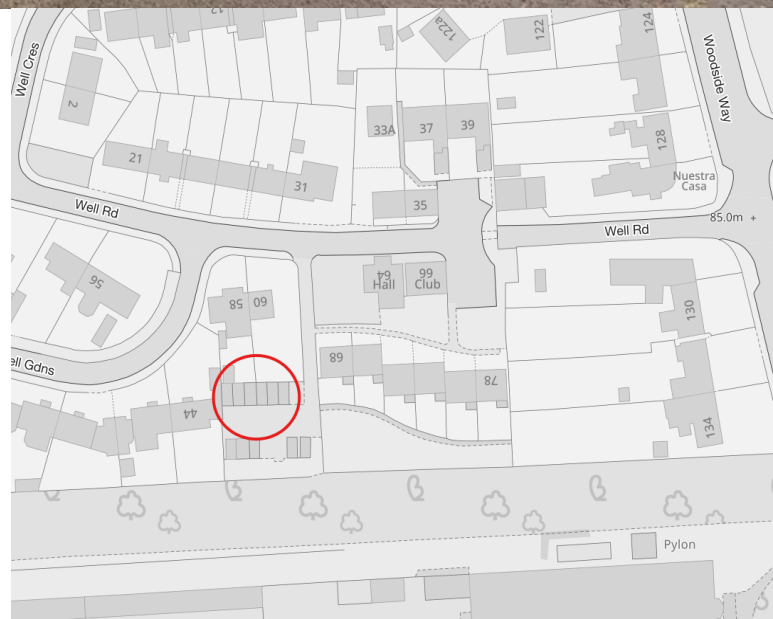 12
122a
122
124
Well Cres
2
33A
37
39
Woodside Way
128
21
31
35
Nuestra
Casa
Well Rd
85.0m +
Well Rd
56
64
Hall
66
Club
58
60
130
ell Gdns
68
78
44
134
Pylon